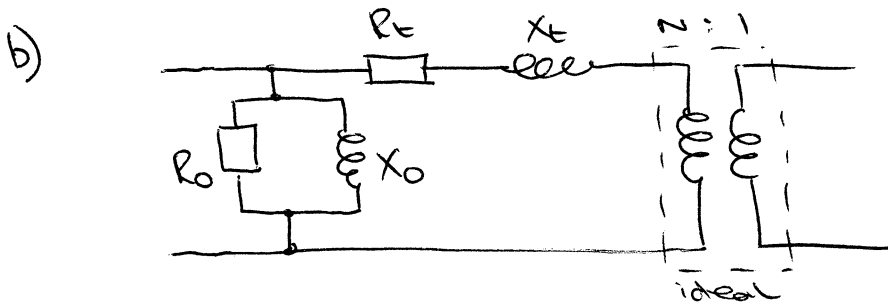 b)
Rt
Xt
N : 1
Ro
Xo
ideal